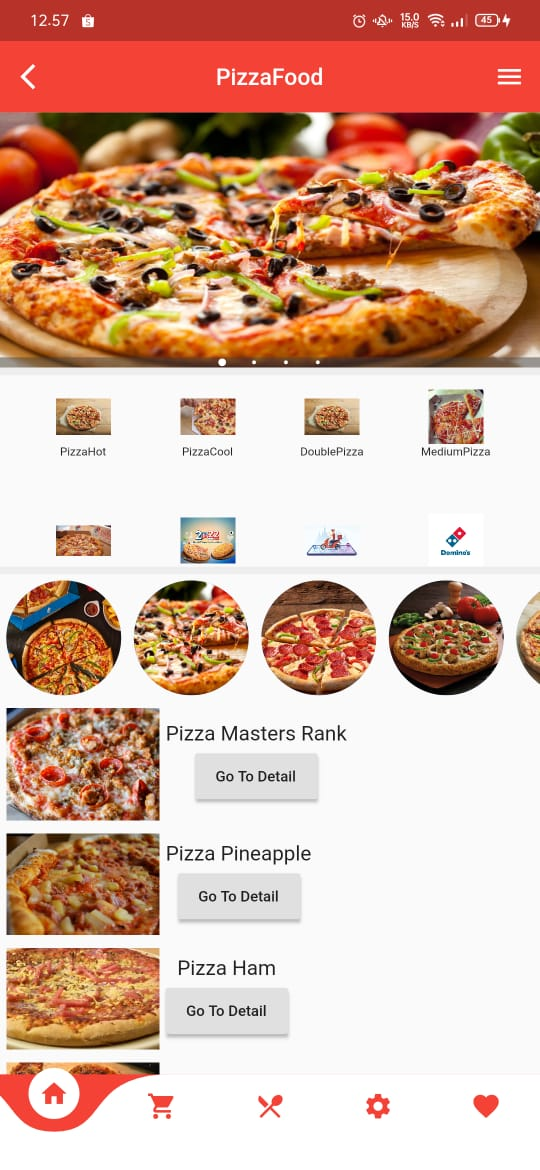 12.57
15.0
KB/S
45
PizzaFood
PizzaHot
PizzaCool
DoublePizza
MediumPizza
2022
Domino's
Pizza Masters Rank
Go To Detail
Pizza Pineapple
Go To Detail
Pizza Ham
Go To Detail